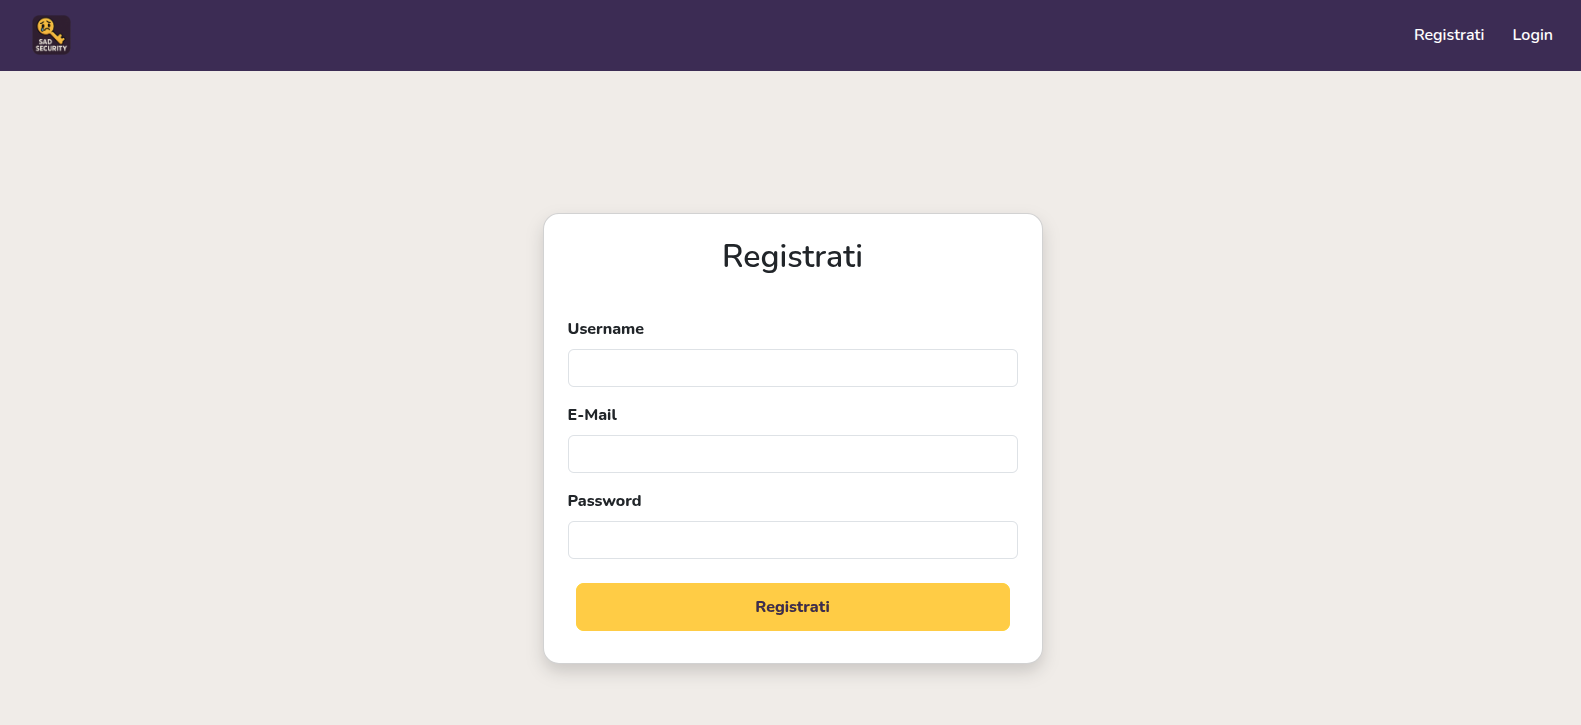 SAD
SECURITY
Registrati
Login
Registrati
Username
E-Mail
Password
Registrati